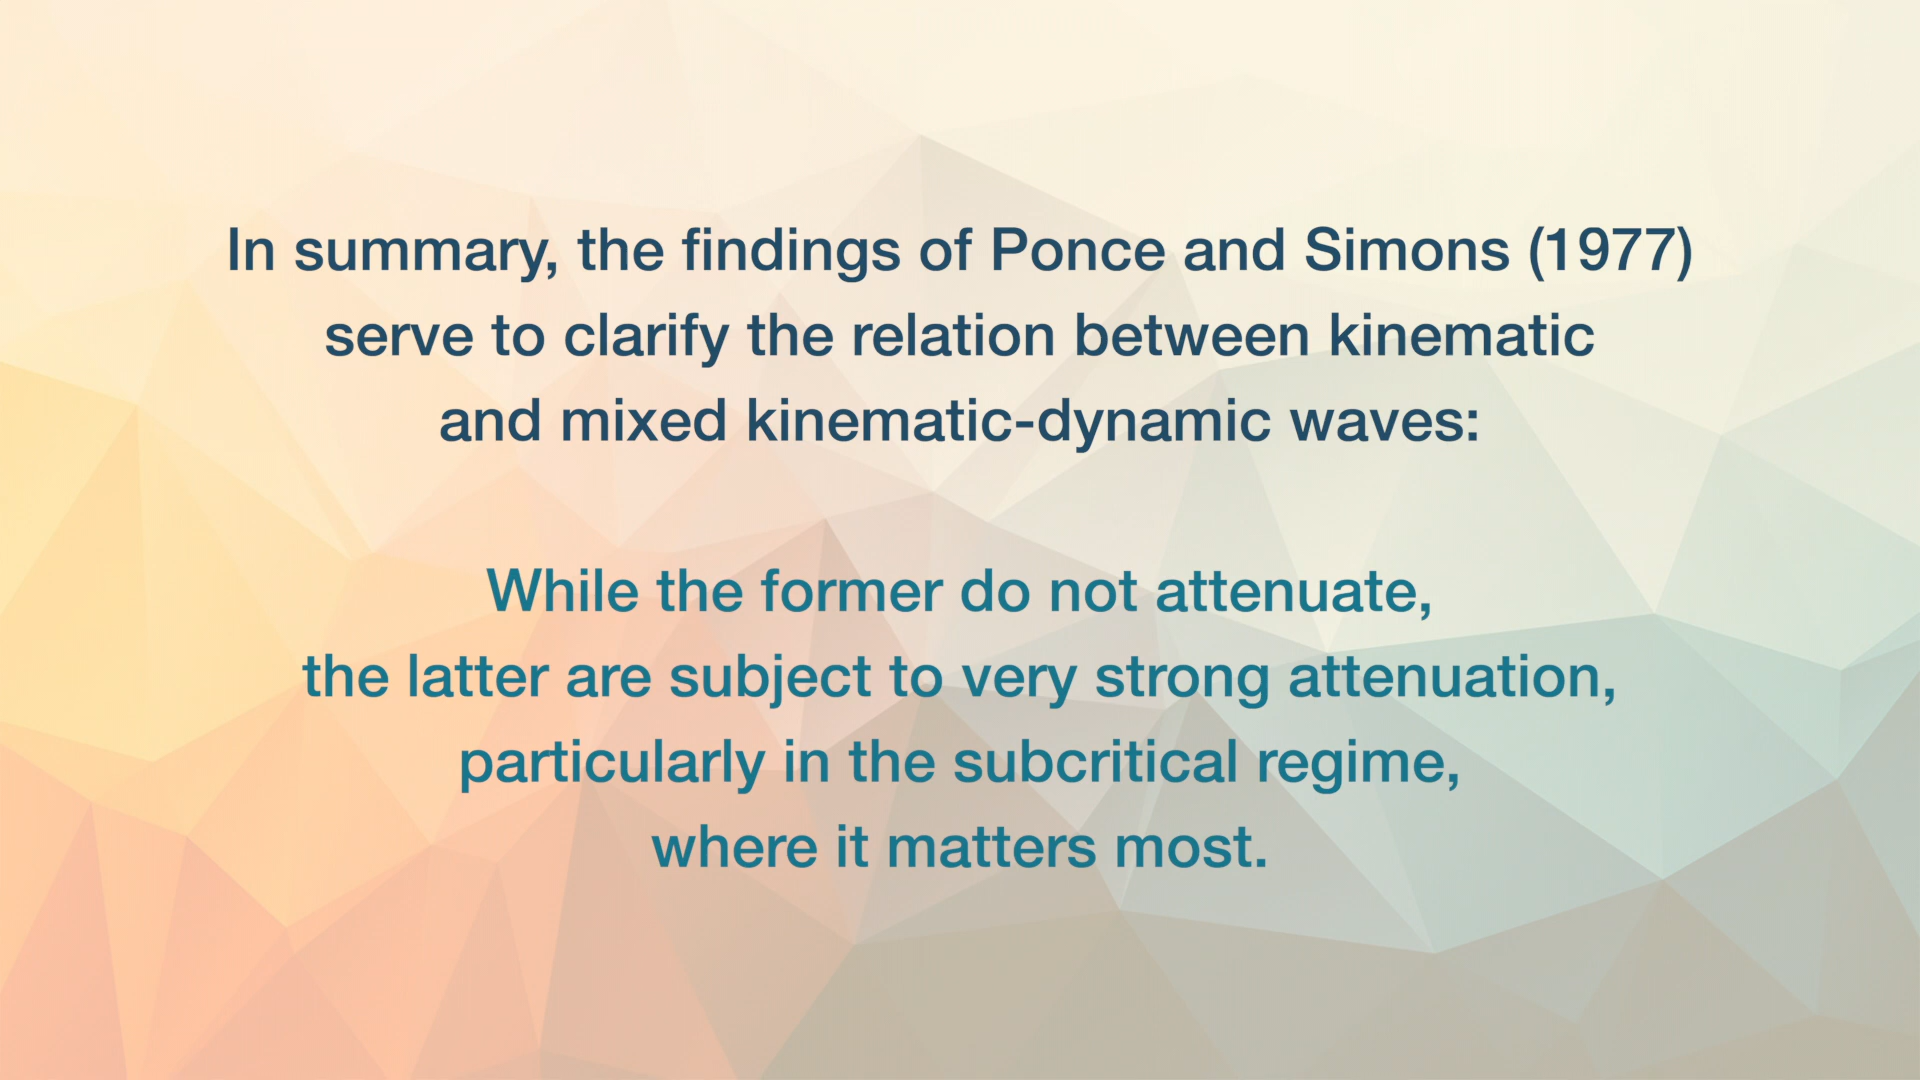 In summary, the findings of Ponce and Simons (1977)
serve to clarify the relation between kinematic
and mixed kinematic-dynamic waves:
While the former do not attenuate,
the latter are subject to very strong attenuation,
particularly in the subcritical regime,
where it matters most.